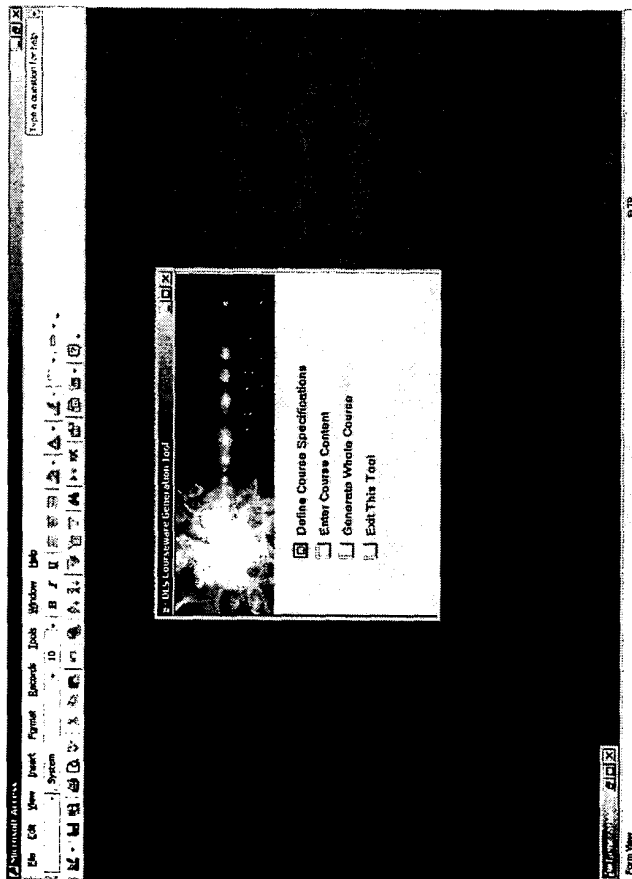 Microsoft Access
File Edit View Insert Format Records Tools Window Help
Type a question for help
System 10 B I U
DLS Courseware Generation Tool
Define Course Specifications
Enter Course Content
Generate Whole Course
Exit This Tool
Form View
FLTR